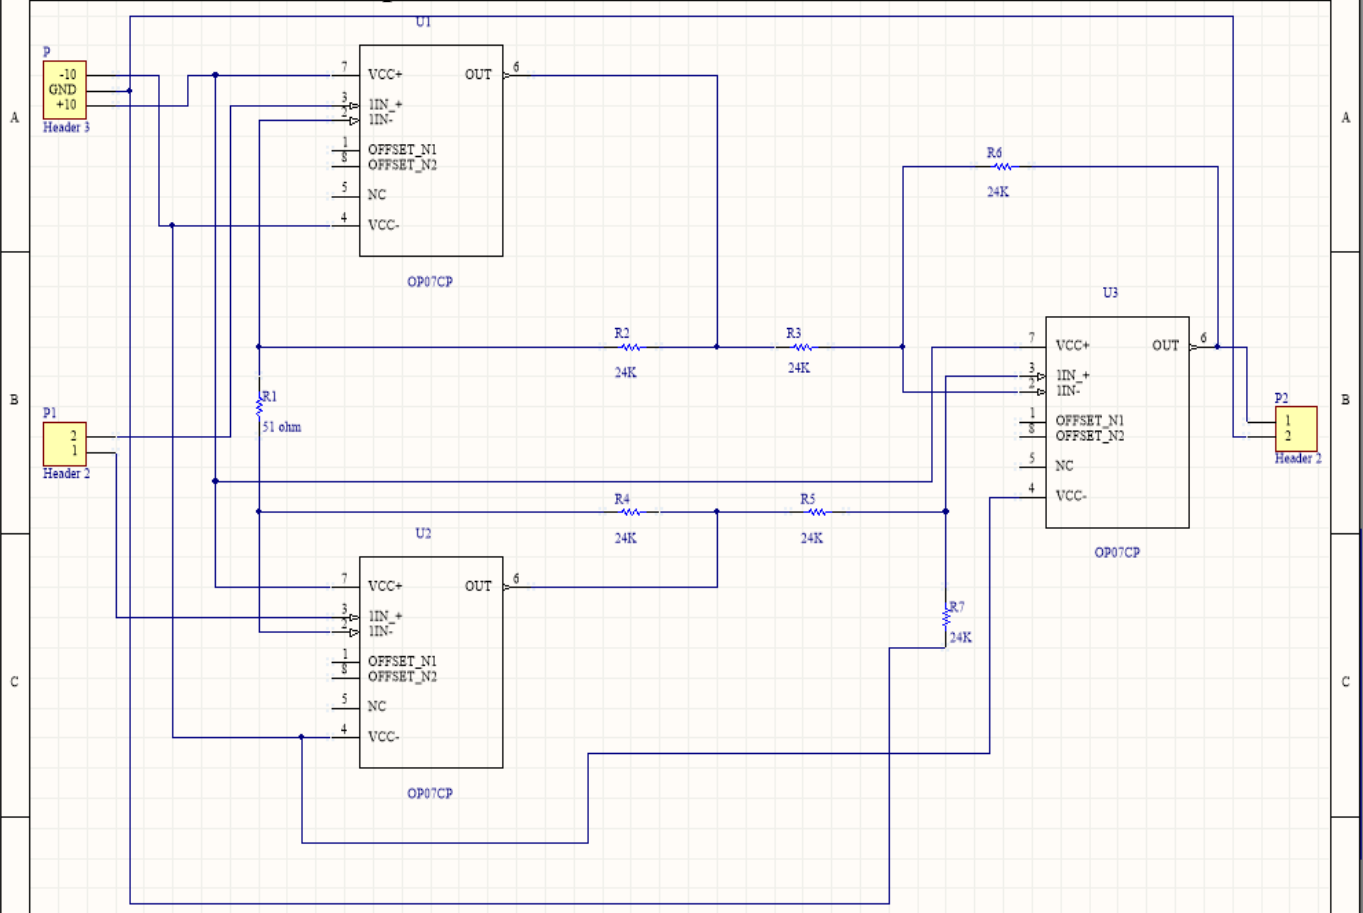 U1
P
-10
GND
+10
Header 3
7 VCC+ OUT 6
3 1IN_+
2 1IN-
1 OFFSET_N1
8 OFFSET_N2
5 NC
4 VCC-
OP07CP
A
A
R6
24K
U3
R2
24K
R3
24K
7 VCC+ OUT 6
3 1IN_+
2 1IN-
1 OFFSET_N1
8 OFFSET_N2
5 NC
4 VCC-
OP07CP
R1
51 ohm
B
B
P1
2
1
Header 2
P2
1
2
Header 2
R4
24K
R5
24K
U2
7 VCC+ OUT 6
3 1IN_+
2 1IN-
1 OFFSET_N1
8 OFFSET_N2
5 NC
4 VCC-
OP07CP
R7
24K
C
C